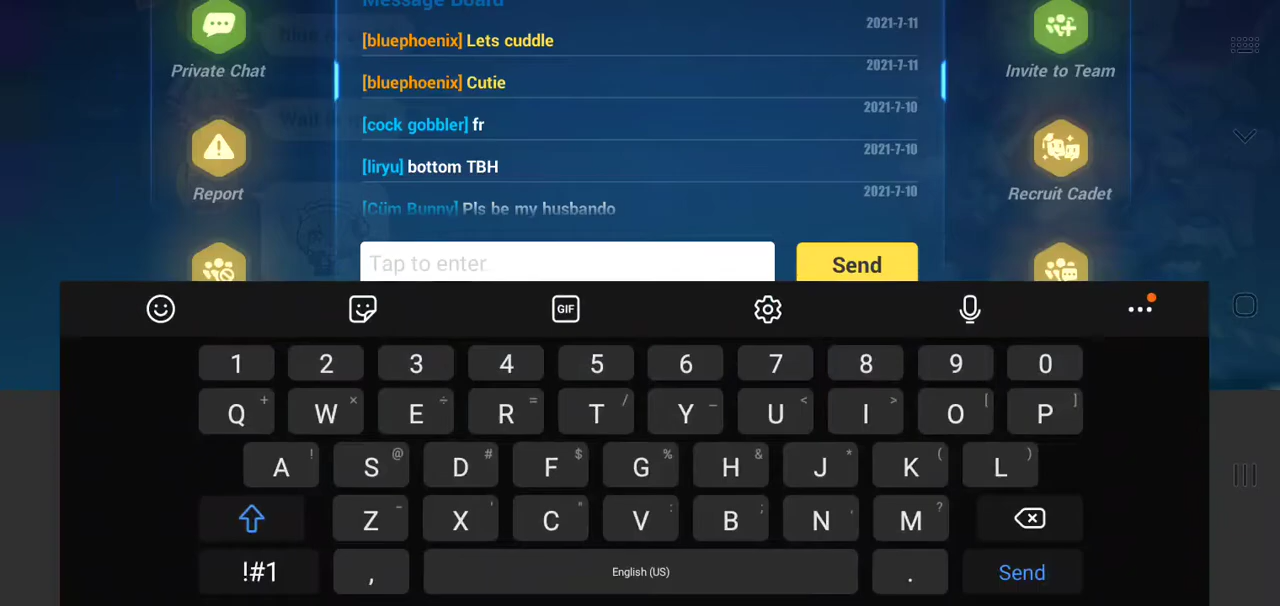 Message Board
2021-7-11
[bluephoenix] Lets cuddle
2021-7-11
[bluephoenix] Cutie
2021-7-10
[cock gobbler] fr
2021-7-10
[liryu] bottom TBH
2021-7-10
[Cüm Bunny] Pls be my husbando
Private Chat
Report
Invite to Team
Recruit Cadet
Tap to enter
Send
GIF
1 2 3 4 5 6 7 8 9 0
+ × ÷ = / _ < > [ ]
Q W E R T Y U I O P
! @ # $ % & * ( )
A S D F G H J K L
- ' " : ; , ?
Z X C V B N M
!#1 , English (US) . Send